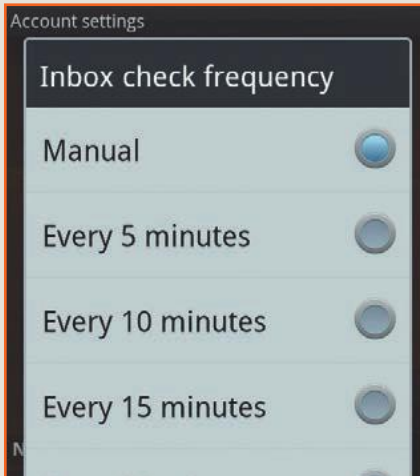 Account settings
Inbox check frequency
Manual
Every 5 minutes
Every 10 minutes
Every 15 minutes
N